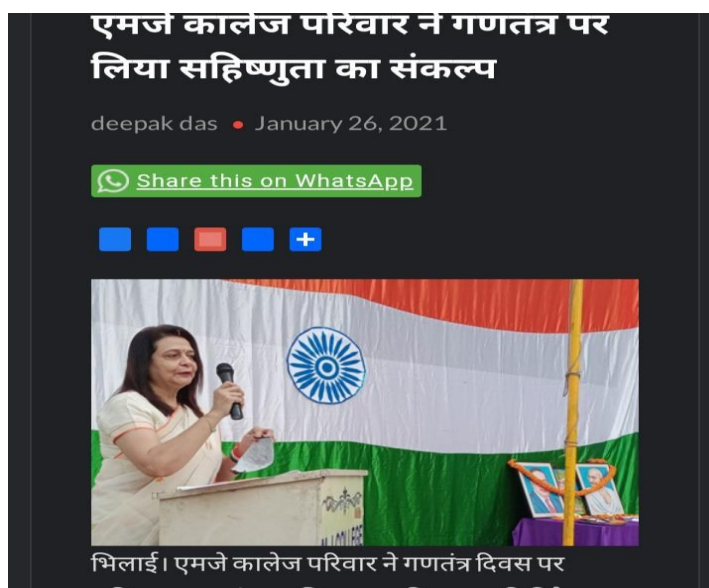 एमजे कालेज परिवार ने गणतंत्र पर
लिया सहिष्णुता का संकल्प
deepak das • January 26, 2021
Share this on WhatsApp
COLLEGE
भिलाई। एमजे कालेज परिवार ने गणतंत्र दिवस पर